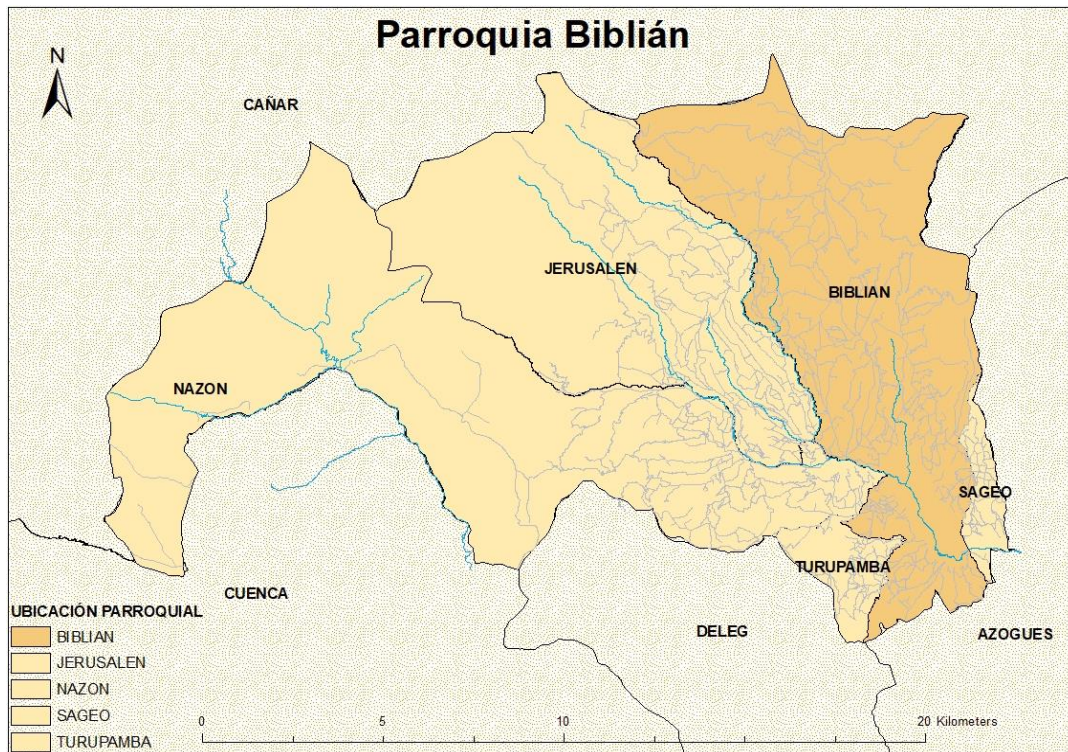 Parroquia Biblián
N
CAÑAR
JERUSALEN
BIBLIAN
NAZON
SAGEO
TURUPAMBA
CUENCA
DELEG
AZOGUES
UBICACIÓN PARROQUIAL
BIBLIAN
JERUSALEN
NAZON
SAGEO
TURUPAMBA
0 5 10 20 Kilometers